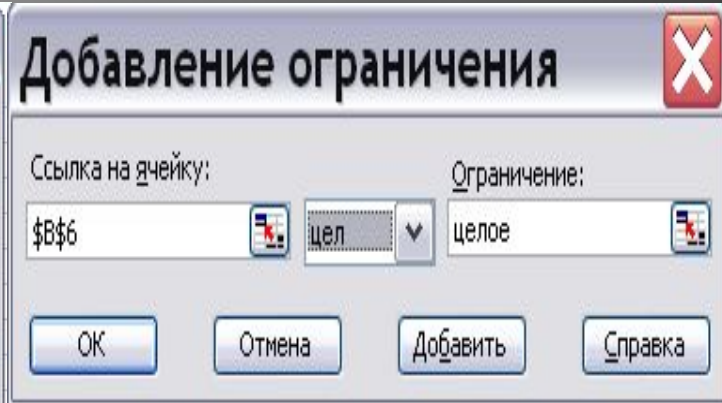 Добавление ограничения
Ссылка на ячейку:
Ограничение:
$B$6
цел
целое
ОК
Отмена
Добавить
Справка